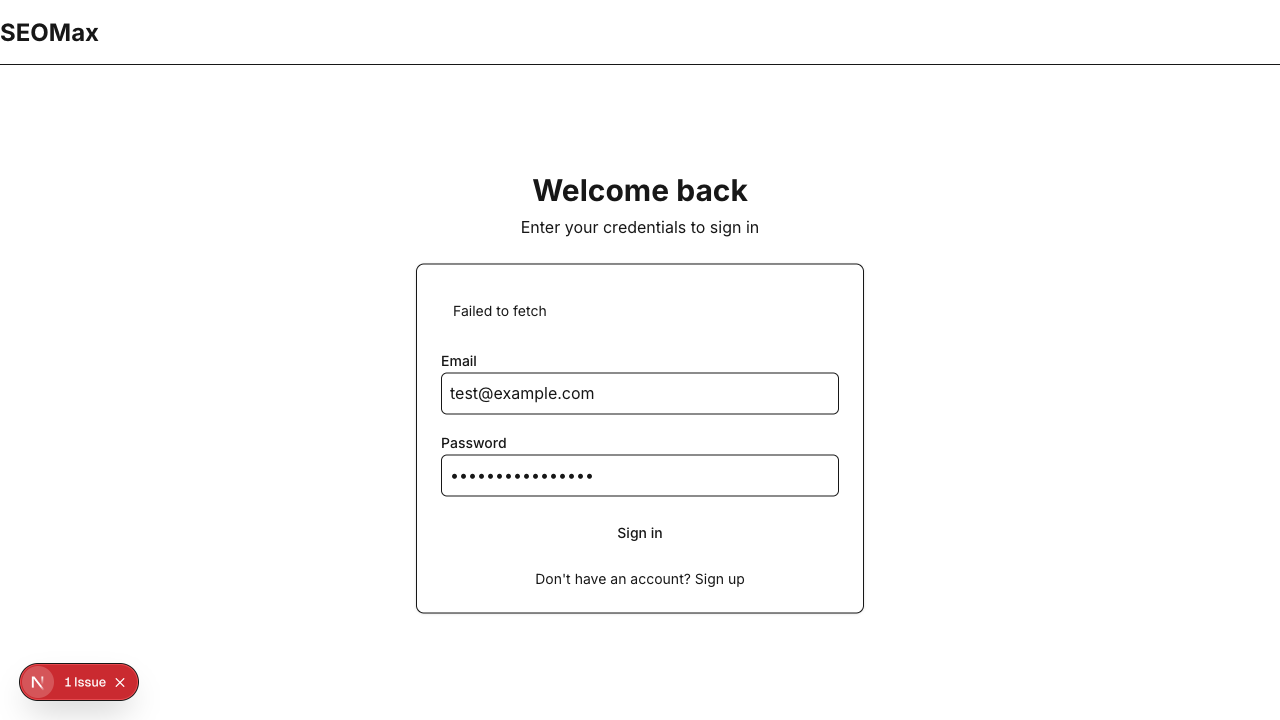 SEOMax
Welcome back
Enter your credentials to sign in
Failed to fetch
Email
test@example.com
Password
••••••••••••••••
Sign in
Don't have an account? Sign up
N
1 Issue